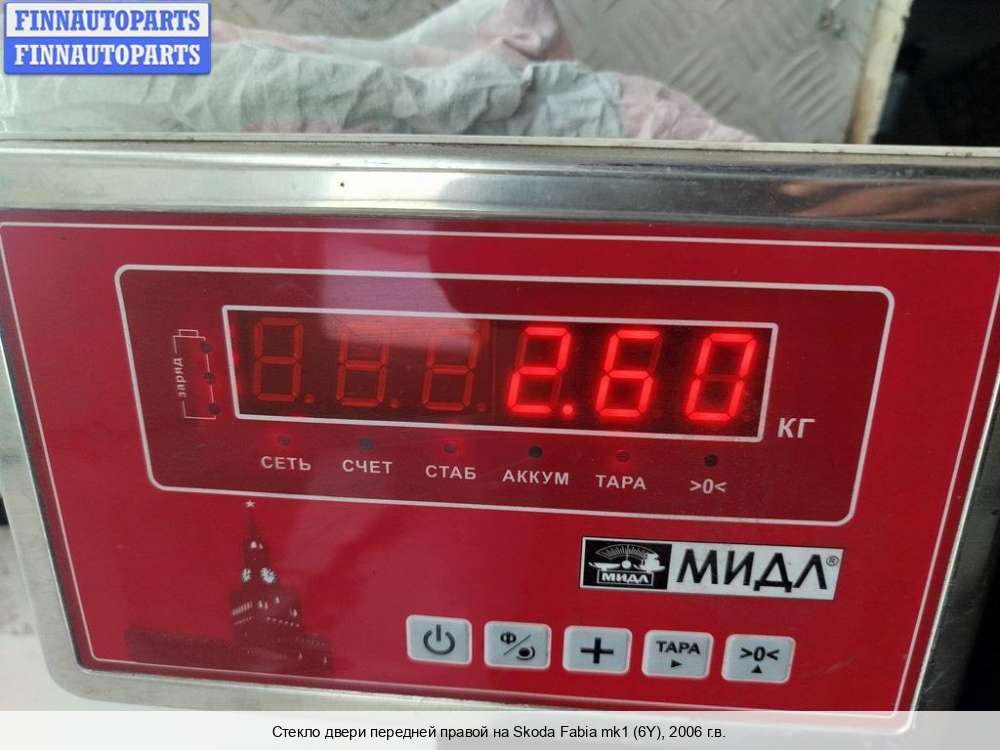 FINNAUTOPARTS
FINNAUTOPARTS
заряд
2.60
КГ
СЕТЬ СЧЕТ СТАБ АККУМ ТАРА >0<
МИДЛ
МИДЛ®
Ф/
+
ТАРА
>0<
Стекло двери передней правой на Skoda Fabia mk1 (6Y), 2006 г.в.